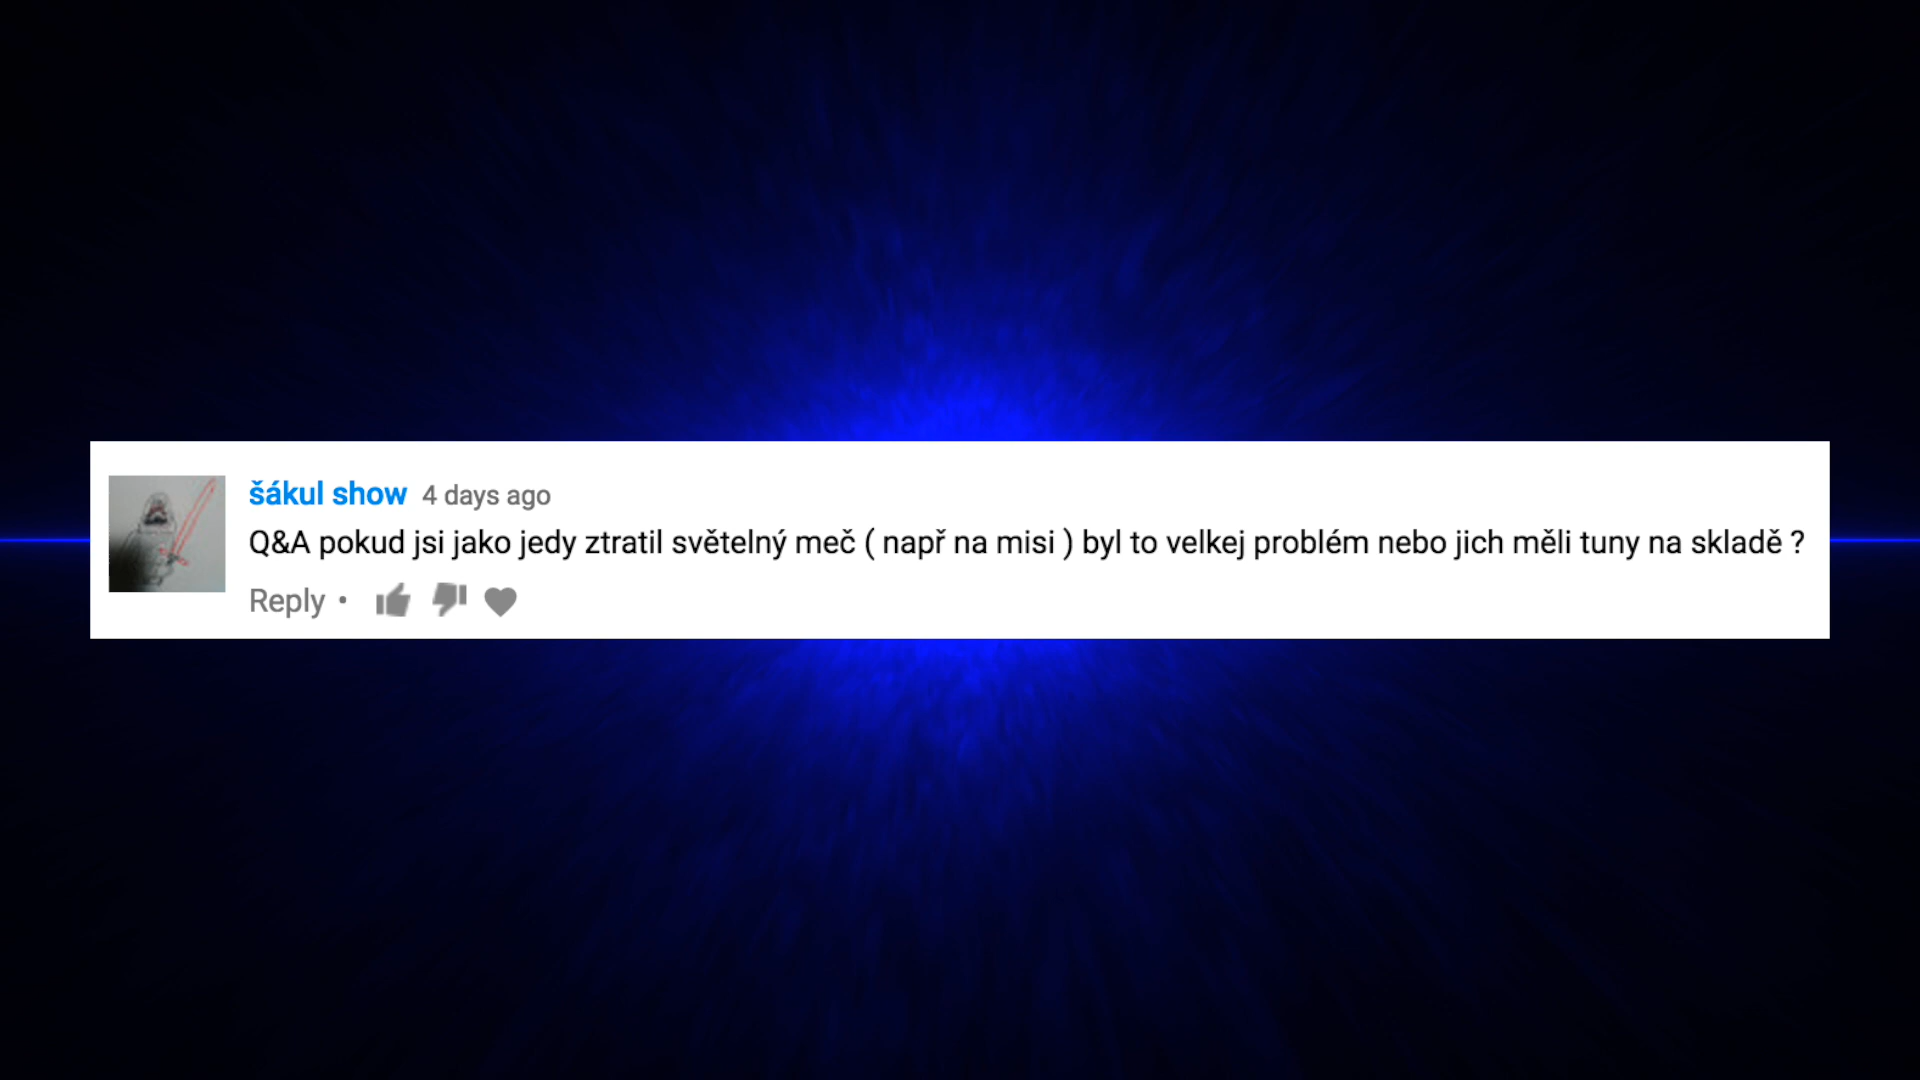 šákul show 4 days ago
Q&A pokud jsi jako jedy ztratil světelný meč ( např na misi ) byl to velkej problém nebo jich měli tuny na skladě ?
Reply •